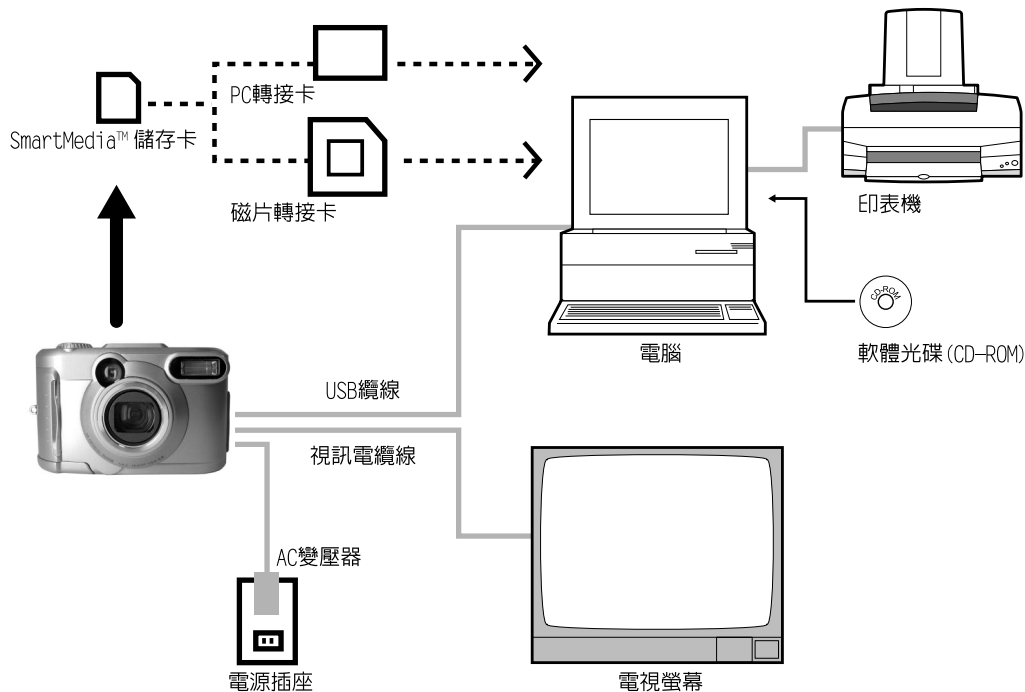 PC轉接卡
SmartMedia™ 儲存卡
磁片轉接卡
印表機
電腦
軟體光碟(CD-ROM)
CD-ROM
USB纜線
視訊電纜線
AC變壓器
電源插座
電視螢幕